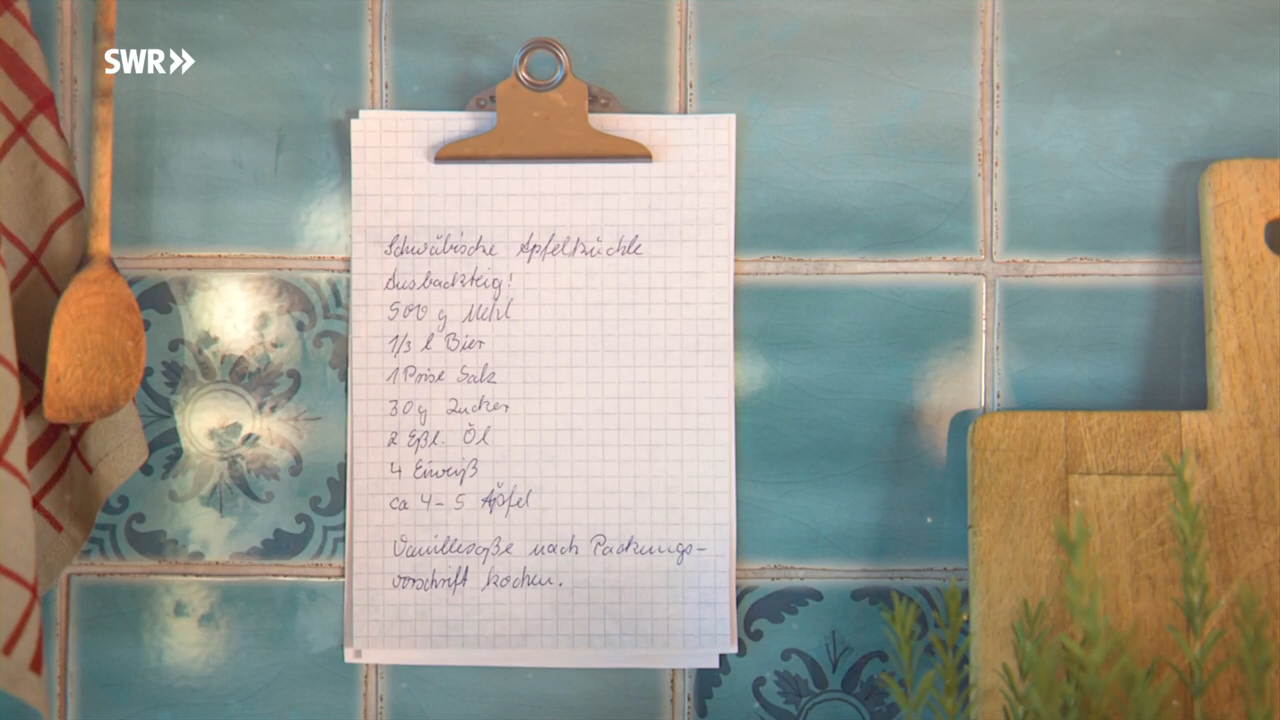 SWR»
Schwäbische Apfelküchle
Ausbackteig!
500 g Mehl
1/3 l Bier
1 Prise Salz
30 g Zucker
2 Eßl. Öl
4 Eiweiß
ca 4-5 Äpfel
Vanillesoße nach Packungs-
vorschrift kochen.